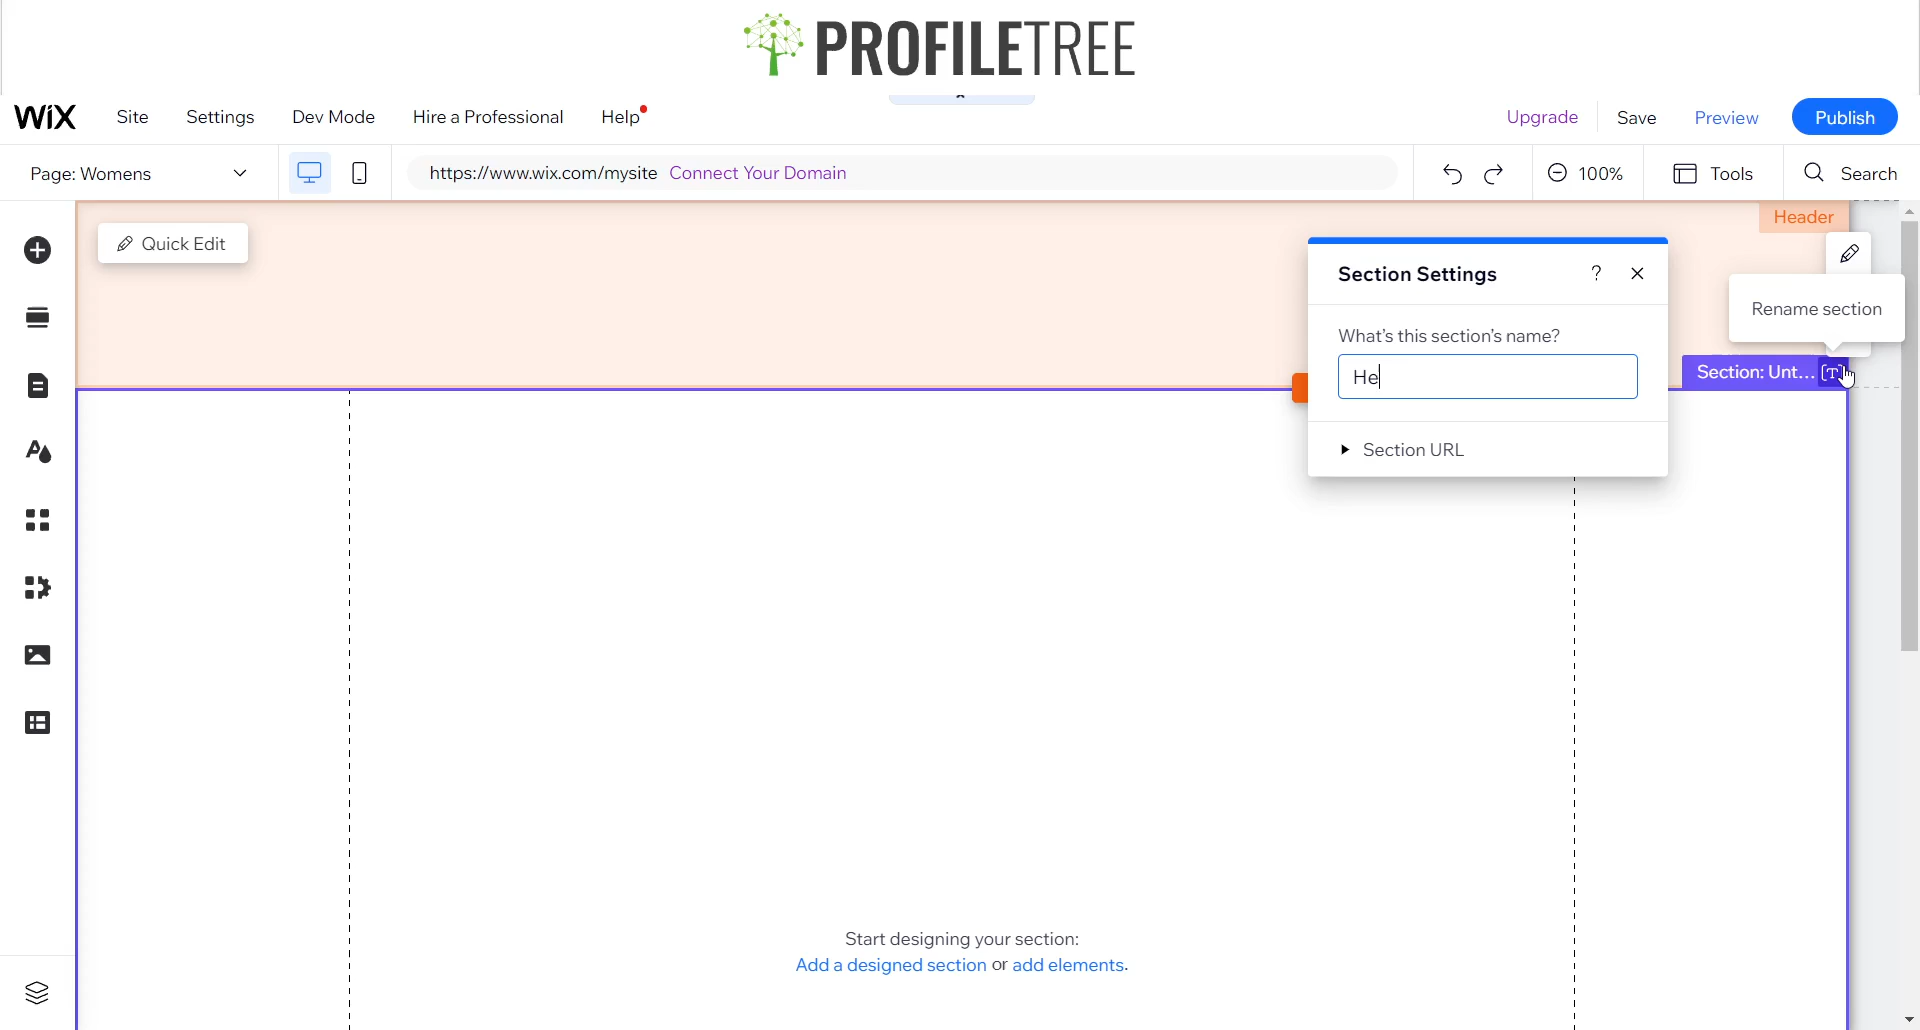 PROFILETREE
WiX Site Settings Dev Mode Hire a Professional Help Upgrade Save Preview Publish
Page: Womens https://www.wix.com/mysite Connect Your Domain 100% Tools Search
Header
Quick Edit
Section Settings ?
Rename section
What's this section's name?
Section: Unt... [T]
He
Section URL
Start designing your section:
Add a designed section or add elements.